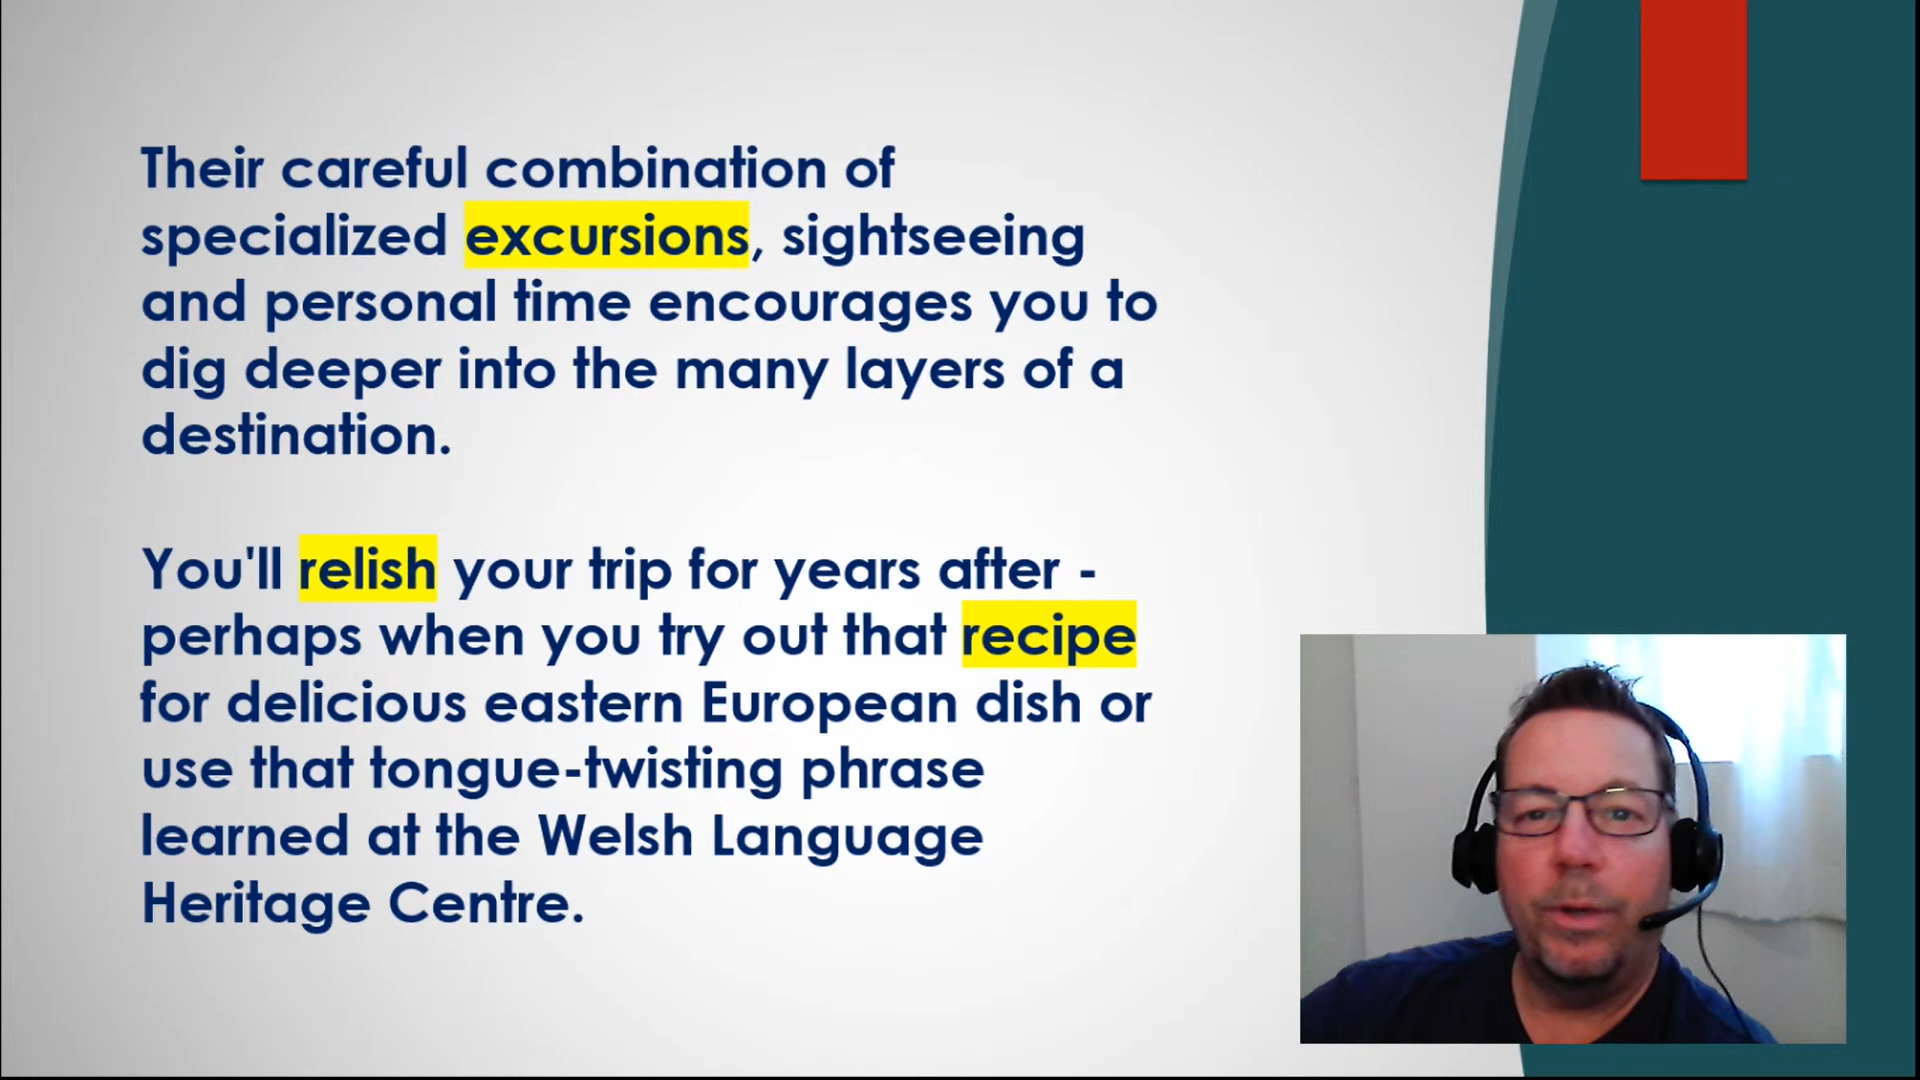 Their careful combination of
specialized excursions, sightseeing
and personal time encourages you to
dig deeper into the many layers of a
destination.
You'll relish your trip for years after -
perhaps when you try out that recipe
for delicious eastern European dish or
use that tongue-twisting phrase
learned at the Welsh Language
Heritage Centre.